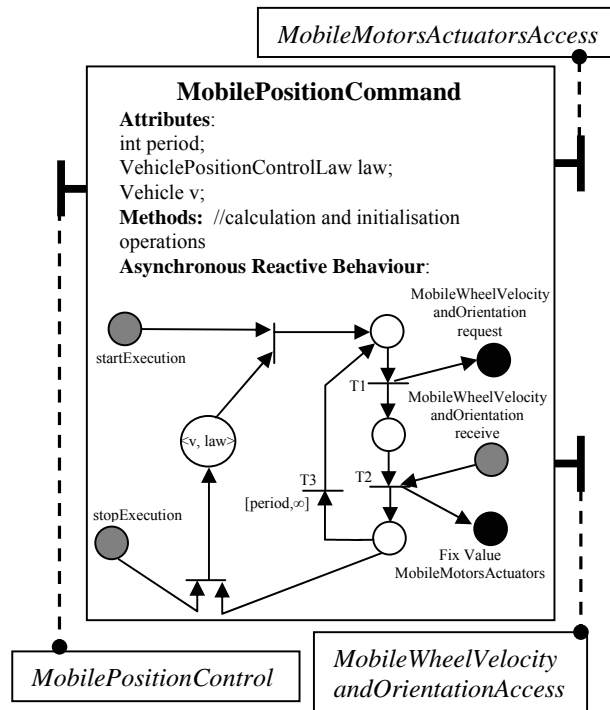 MobileMotorsActuatorsAccess
MobilePositionCommand
Attributes:
int period;
VehiclePositionControlLaw law;
Vehicle v;
Methods: //calculation and initialisation
operations
Asynchronous Reactive Behaviour:
MobileWheelVelocity
andOrientation
request
startExecution
T1
MobileWheelVelocity
andOrientation
receive
<v, law>
T3
T2
[period,∞]
stopExecution
Fix Value
MobileMotorsActuators
MobilePositionControl
MobileWheelVelocity
andOrientationAccess